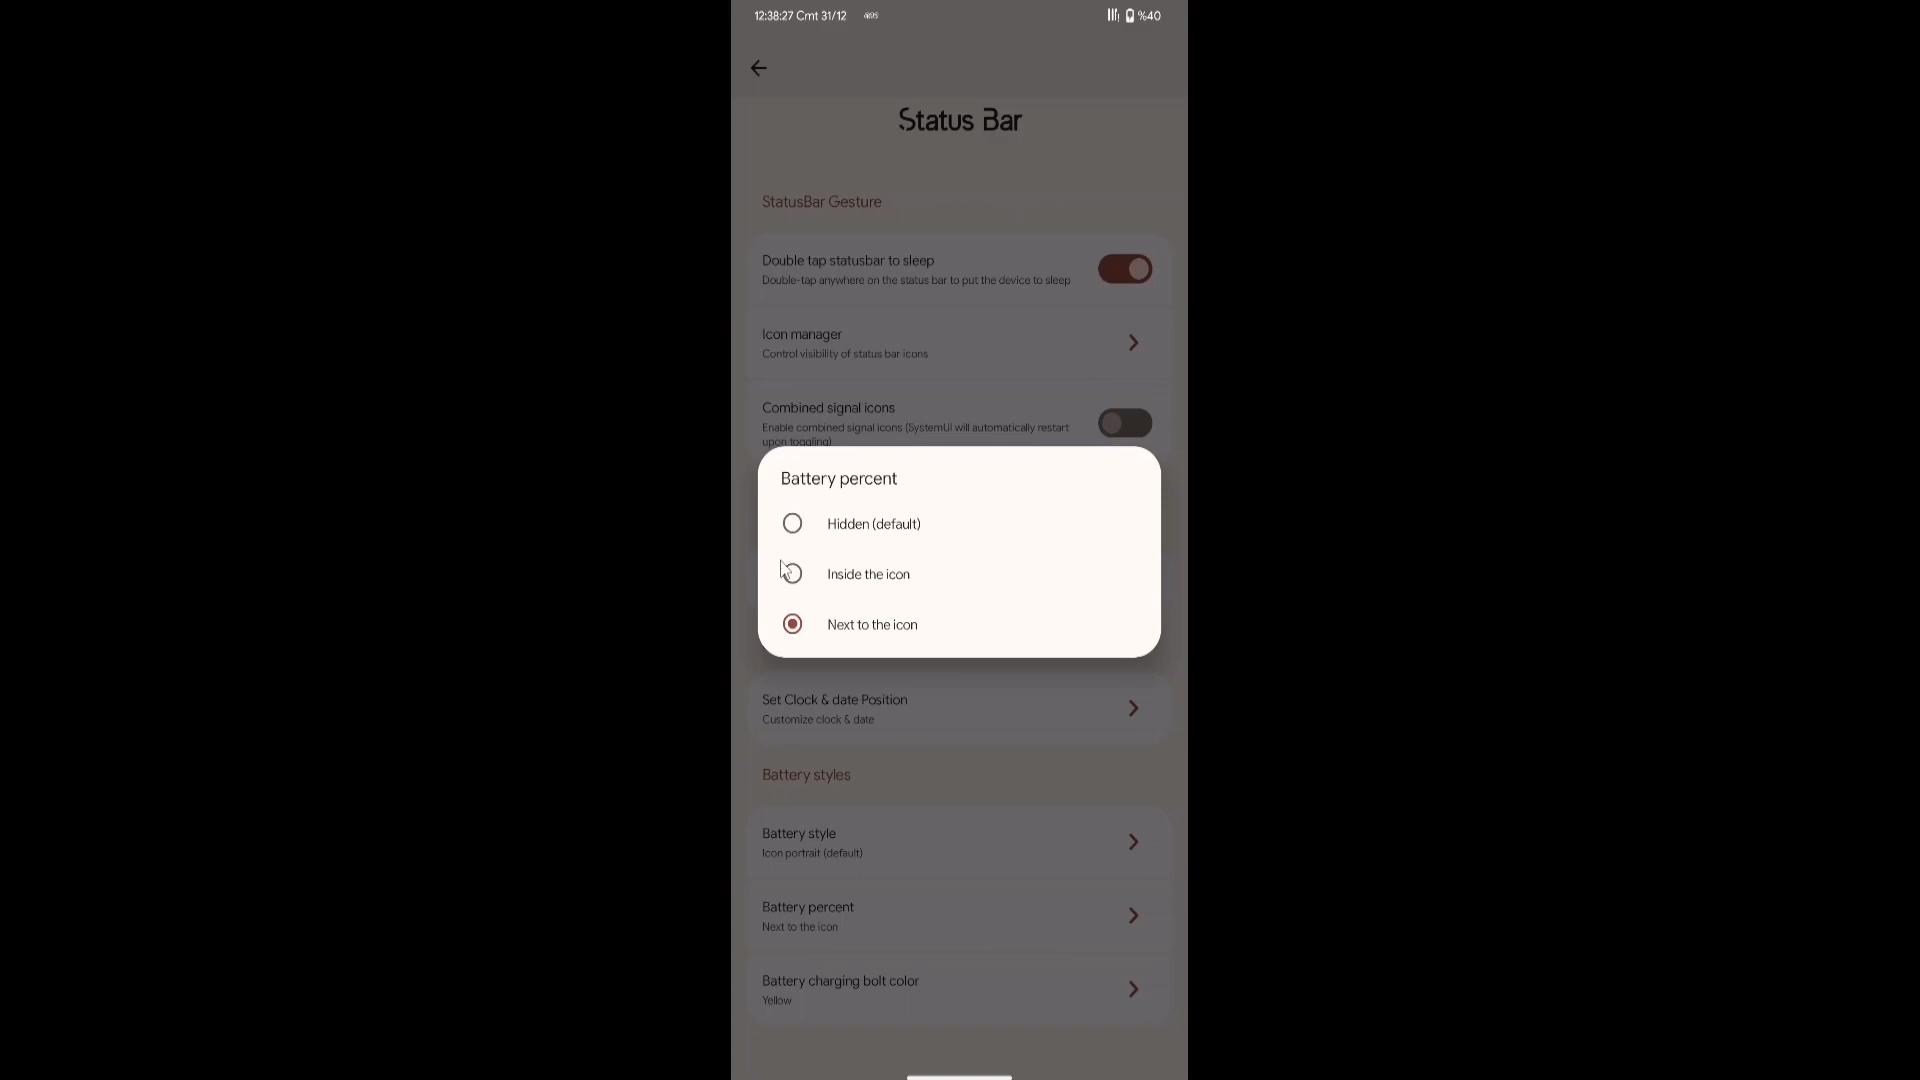 12:38:27 Cmt 31/12
%40
Status Bar
StatusBar Gesture
Double tap statusbar to sleep
Double-tap anywhere on the status bar to put the device to sleep
Icon manager
Control visibility of status bar icons
Combined signal icons
Enable combined signal icons (SystemUI will automatically restart
upon toggling)
Battery percent
Hidden (default)
Inside the icon
Next to the icon
Set Clock & date Position
Customize clock & date
Battery styles
Battery style
Icon portrait (default)
Battery percent
Next to the icon
Battery charging bolt color
Yellow